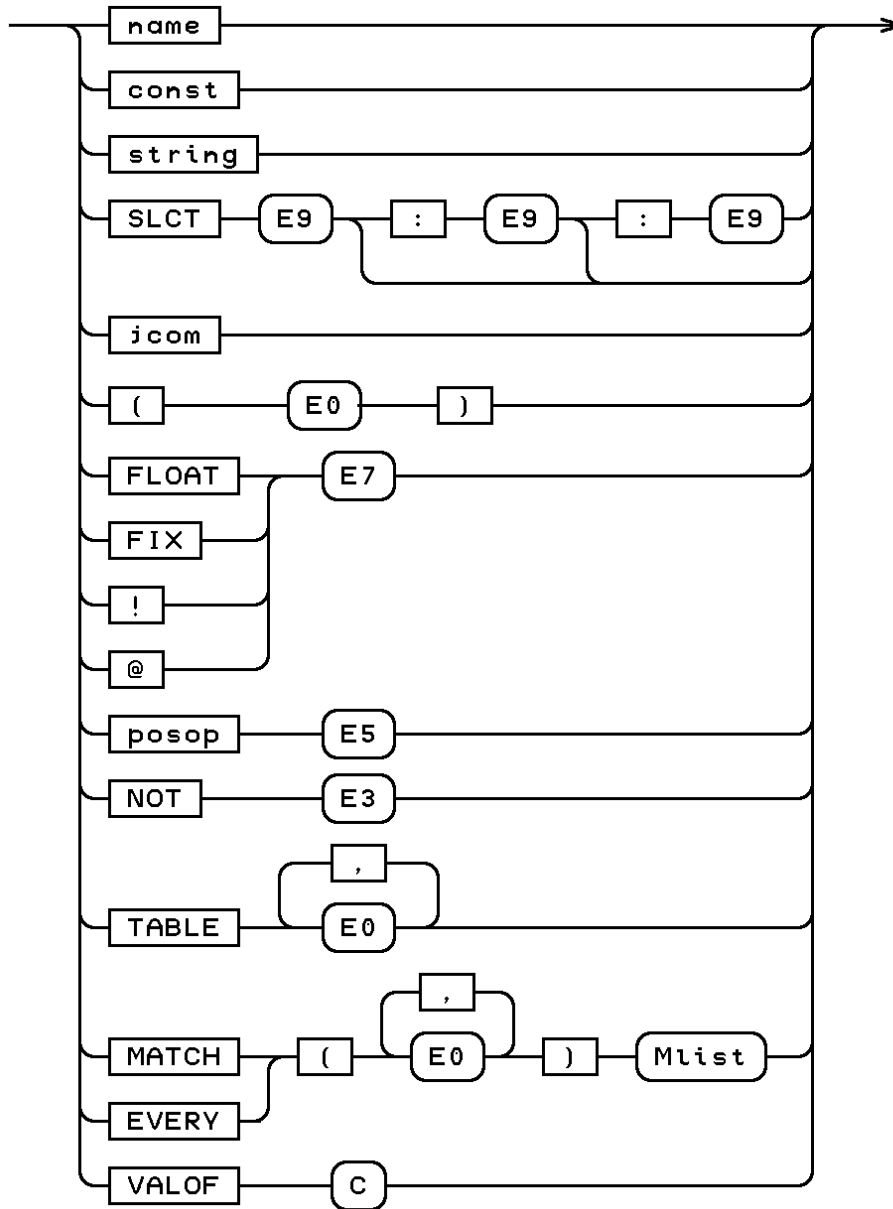 name
const
string
SLCT E9 : E9 : E9
jcom
( E0 )
FLOAT E7
FIX
!
@
posop E5
NOT E3
,
TABLE E0
,
MATCH ( E0 ) Mlist
EVERY
VALOF C